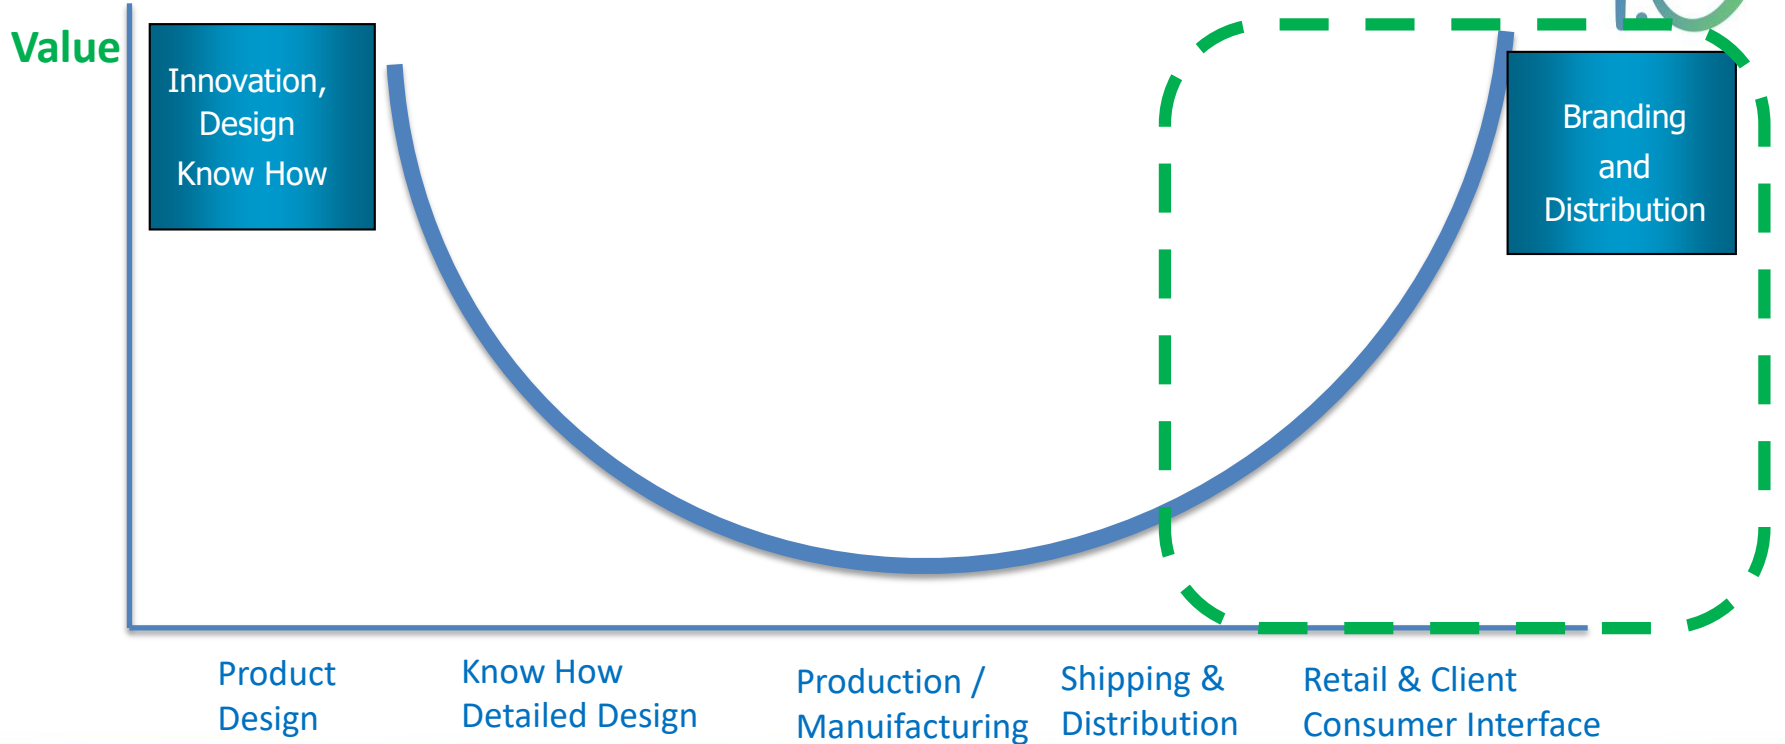 Value
Innovation,
Design
Know How
Branding
and
Distribution
Product
Design
Know How
Detailed Design
Production /
Manuifacturing
Shipping &
Distribution
Retail & Client
Consumer Interface